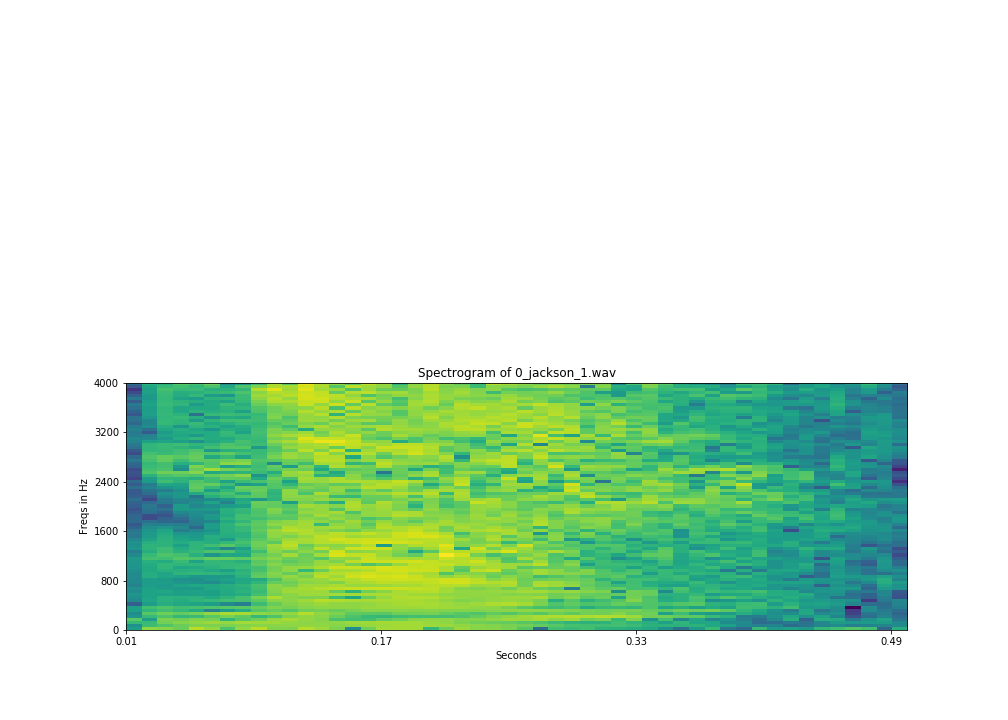 Spectrogram of 0_jackson_1.wav
4000
3200
2400
1600
800
0
Freqs in Hz
0.01 0.17 0.33 0.49
Seconds